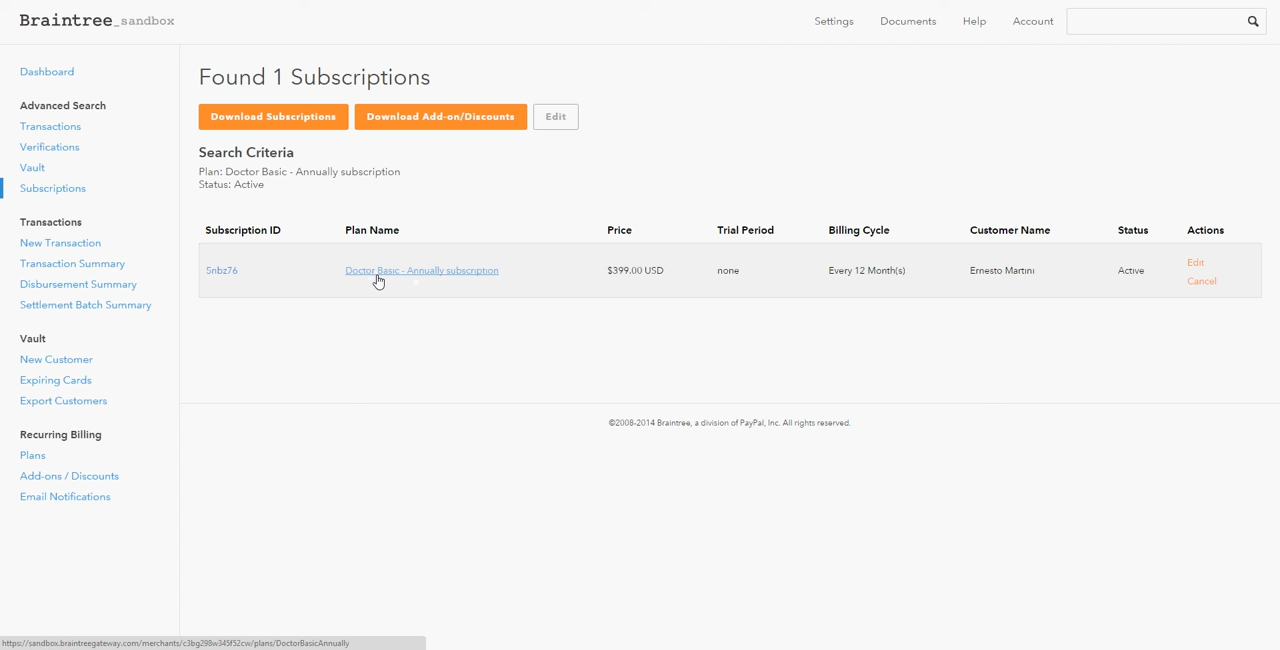 Braintree_sandbox
Settings Documents Help Account
Dashboard
Advanced Search
Transactions
Verifications
Vault
Subscriptions
Transactions
New Transaction
Transaction Summary
Disbursement Summary
Settlement Batch Summary
Vault
New Customer
Expiring Cards
Export Customers
Recurring Billing
Plans
Add-ons / Discounts
Email Notifications
Found 1 Subscriptions
Download Subscriptions Download Add-on/Discounts Edit
Search Criteria
Plan: Doctor Basic - Annually subscription
Status: Active
Subscription ID Plan Name Price Trial Period Billing Cycle Customer Name Status Actions
5nbz76 Doctor Basic - Annually subscription $399.00 USD none Every 12 Month(s) Ernesto Martini Active Edit
Cancel
©2008-2014 Braintree, a division of PayPal, Inc. All rights reserved.
https://sandbox.braintreegateway.com/merchants/c3bg298w345f52cw/plans/DoctorBasicAnnually